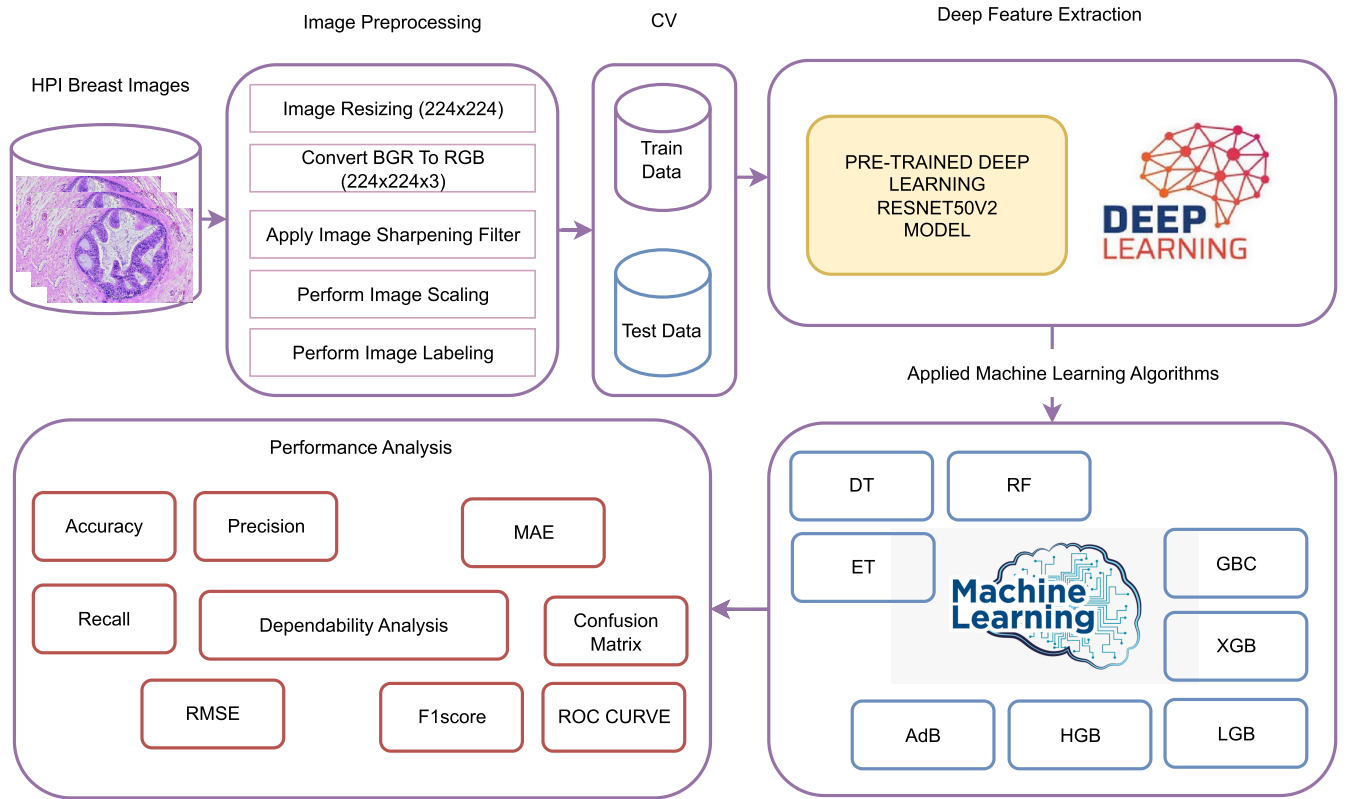 Image Preprocessing
CV
Deep Feature Extraction
HPI Breast Images
Image Resizing (224x224)
Convert BGR To RGB
(224x224x3)
Apply Image Sharpening Filter
Perform Image Scaling
Perform Image Labeling
Train
Data
Test Data
PRE-TRAINED DEEP
LEARNING
RESNET50V2
MODEL
DEEP
LEARNING
Applied Machine Learning Algorithms
DT
RF
ET
Machine
Learning
GBC
XGB
AdB
HGB
LGB
Performance Analysis
Accuracy
Precision
MAE
Recall
Dependability Analysis
Confusion
Matrix
RMSE
F1score
ROC CURVE